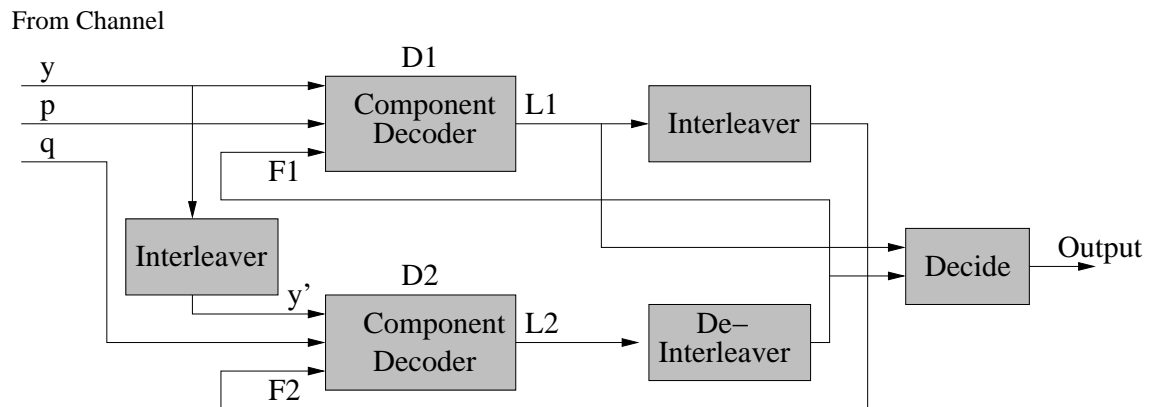 From Channel
y
p
q
D1
Component
Decoder
F1
L1
Interleaver
Interleaver
y'
D2
Component
Decoder
F2
L2
De–
Interleaver
Decide
Output